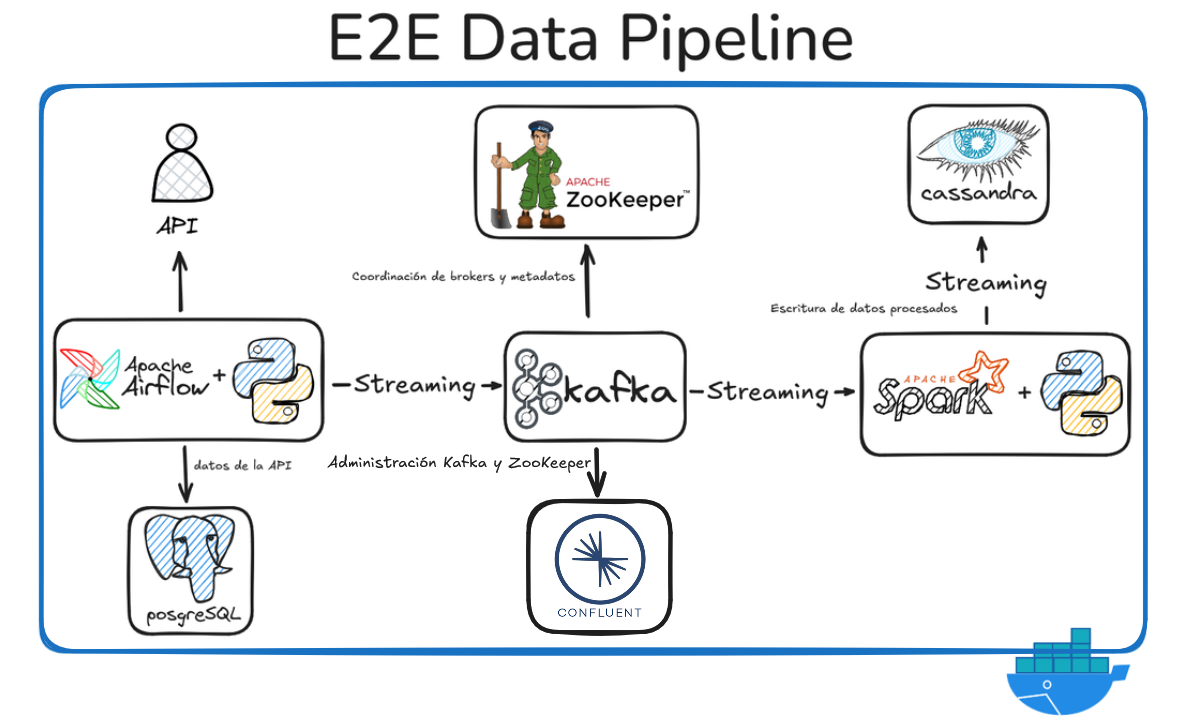 E2E Data Pipeline
API
APACHE
ZooKeeper™
cassandra
Coordinación de brokers y metadatos
Streaming
Escritura de datos procesados
Apache
Airflow
+
Streaming
kafka
Streaming
APACHE
Spark
+
datos de la API
Administración Kafka y ZooKeeper
posgreSQL
CONFLUENT